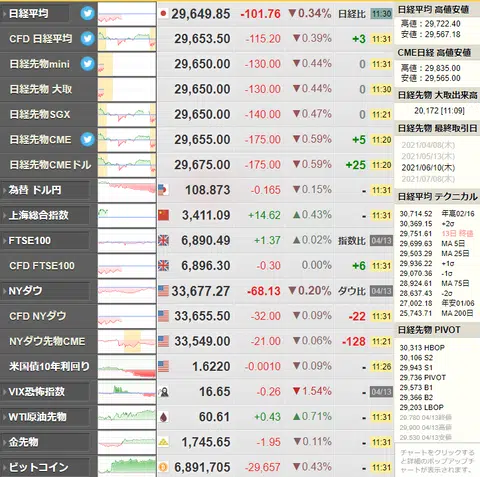 日経平均 29,649.85 -101.76 ▼0.34% 日経比 11:30
CFD 日経平均 29,653.50 -115.20 ▼0.39% +3 11:31
日経先物mini 29,650.00 -130.00 ▼0.44% 0 11:31
日経先物 大取 29,650.00 -130.00 ▼0.44% 0 11:30
日経先物SGX 29,650.00 -140.00 ▼0.47% 0 11:21
日経先物CME 29,655.00 -175.00 ▼0.59% +5 11:20
日経先物CMEドル 29,675.00 -175.00 ▼0.59% +25 11:20
為替 ドル円 108.873 -0.165 ▼0.15% - 11:31
上海総合指数 3,411.09 +14.62 ▲0.43% - 11:31
FTSE100 6,890.49 +1.37 ▲0.02% 指数比 04/13
CFD FTSE100 6,896.30 -0.30 0.00% +6 11:31
NYダウ 33,677.27 -68.13 ▼0.20% ダウ比 04/13
CFD NYダウ 33,655.50 -32.00 ▼0.09% -22 11:31
NYダウ先物CME 33,549.00 -21.00 ▼0.06% -128 11:21
米国債10年利回り 1.6220 -0.0010 ▼0.09% - 11:26
VIX恐怖指数 16.65 -0.26 ▼1.54% - 04/13
WTI原油先物 60.61 +0.43 ▲0.71% - 11:31
金先物 1,745.65 -1.95 ▼0.11% - 11:31
ビットコイン 6,891,705 -29,657 ▼0.43% - 11:31
日経平均 高値安値
高値 : 29,722.40
安値 : 29,567.18
CME日経 高値安値
高値 : 29,835.00
安値 : 29,565.00
日経先物 大取出来高
20,172 [11:09]
日経先物 最終取引日
2021/04/08(木)
2021/05/13(木)
2021/06/10(木)
2021/07/08(木)
日経平均 テクニカル
30,714.52 年高02/16
30,369.15 +2σ
29,751.61 13日 終値
29,699.63 MA 5日
29,503.29 MA 25日
29,936.22 +1σ
29,070.36 -1σ
28,924.61 MA 75日
28,637.43 -2σ
27,002.18 年安01/06
25,743.71 MA 200日
日経先物 PIVOT
30,313 HBOP
30,106 S2
29,943 S1
29,736 PIVOT
29,573 B1
29,366 B2
29,203 LBOP
29,780 04/13終値
29,900 04/13高値
29,530 04/13安値
チャートをクリックする
と詳細のポップアップチ
ャートが表示されます。